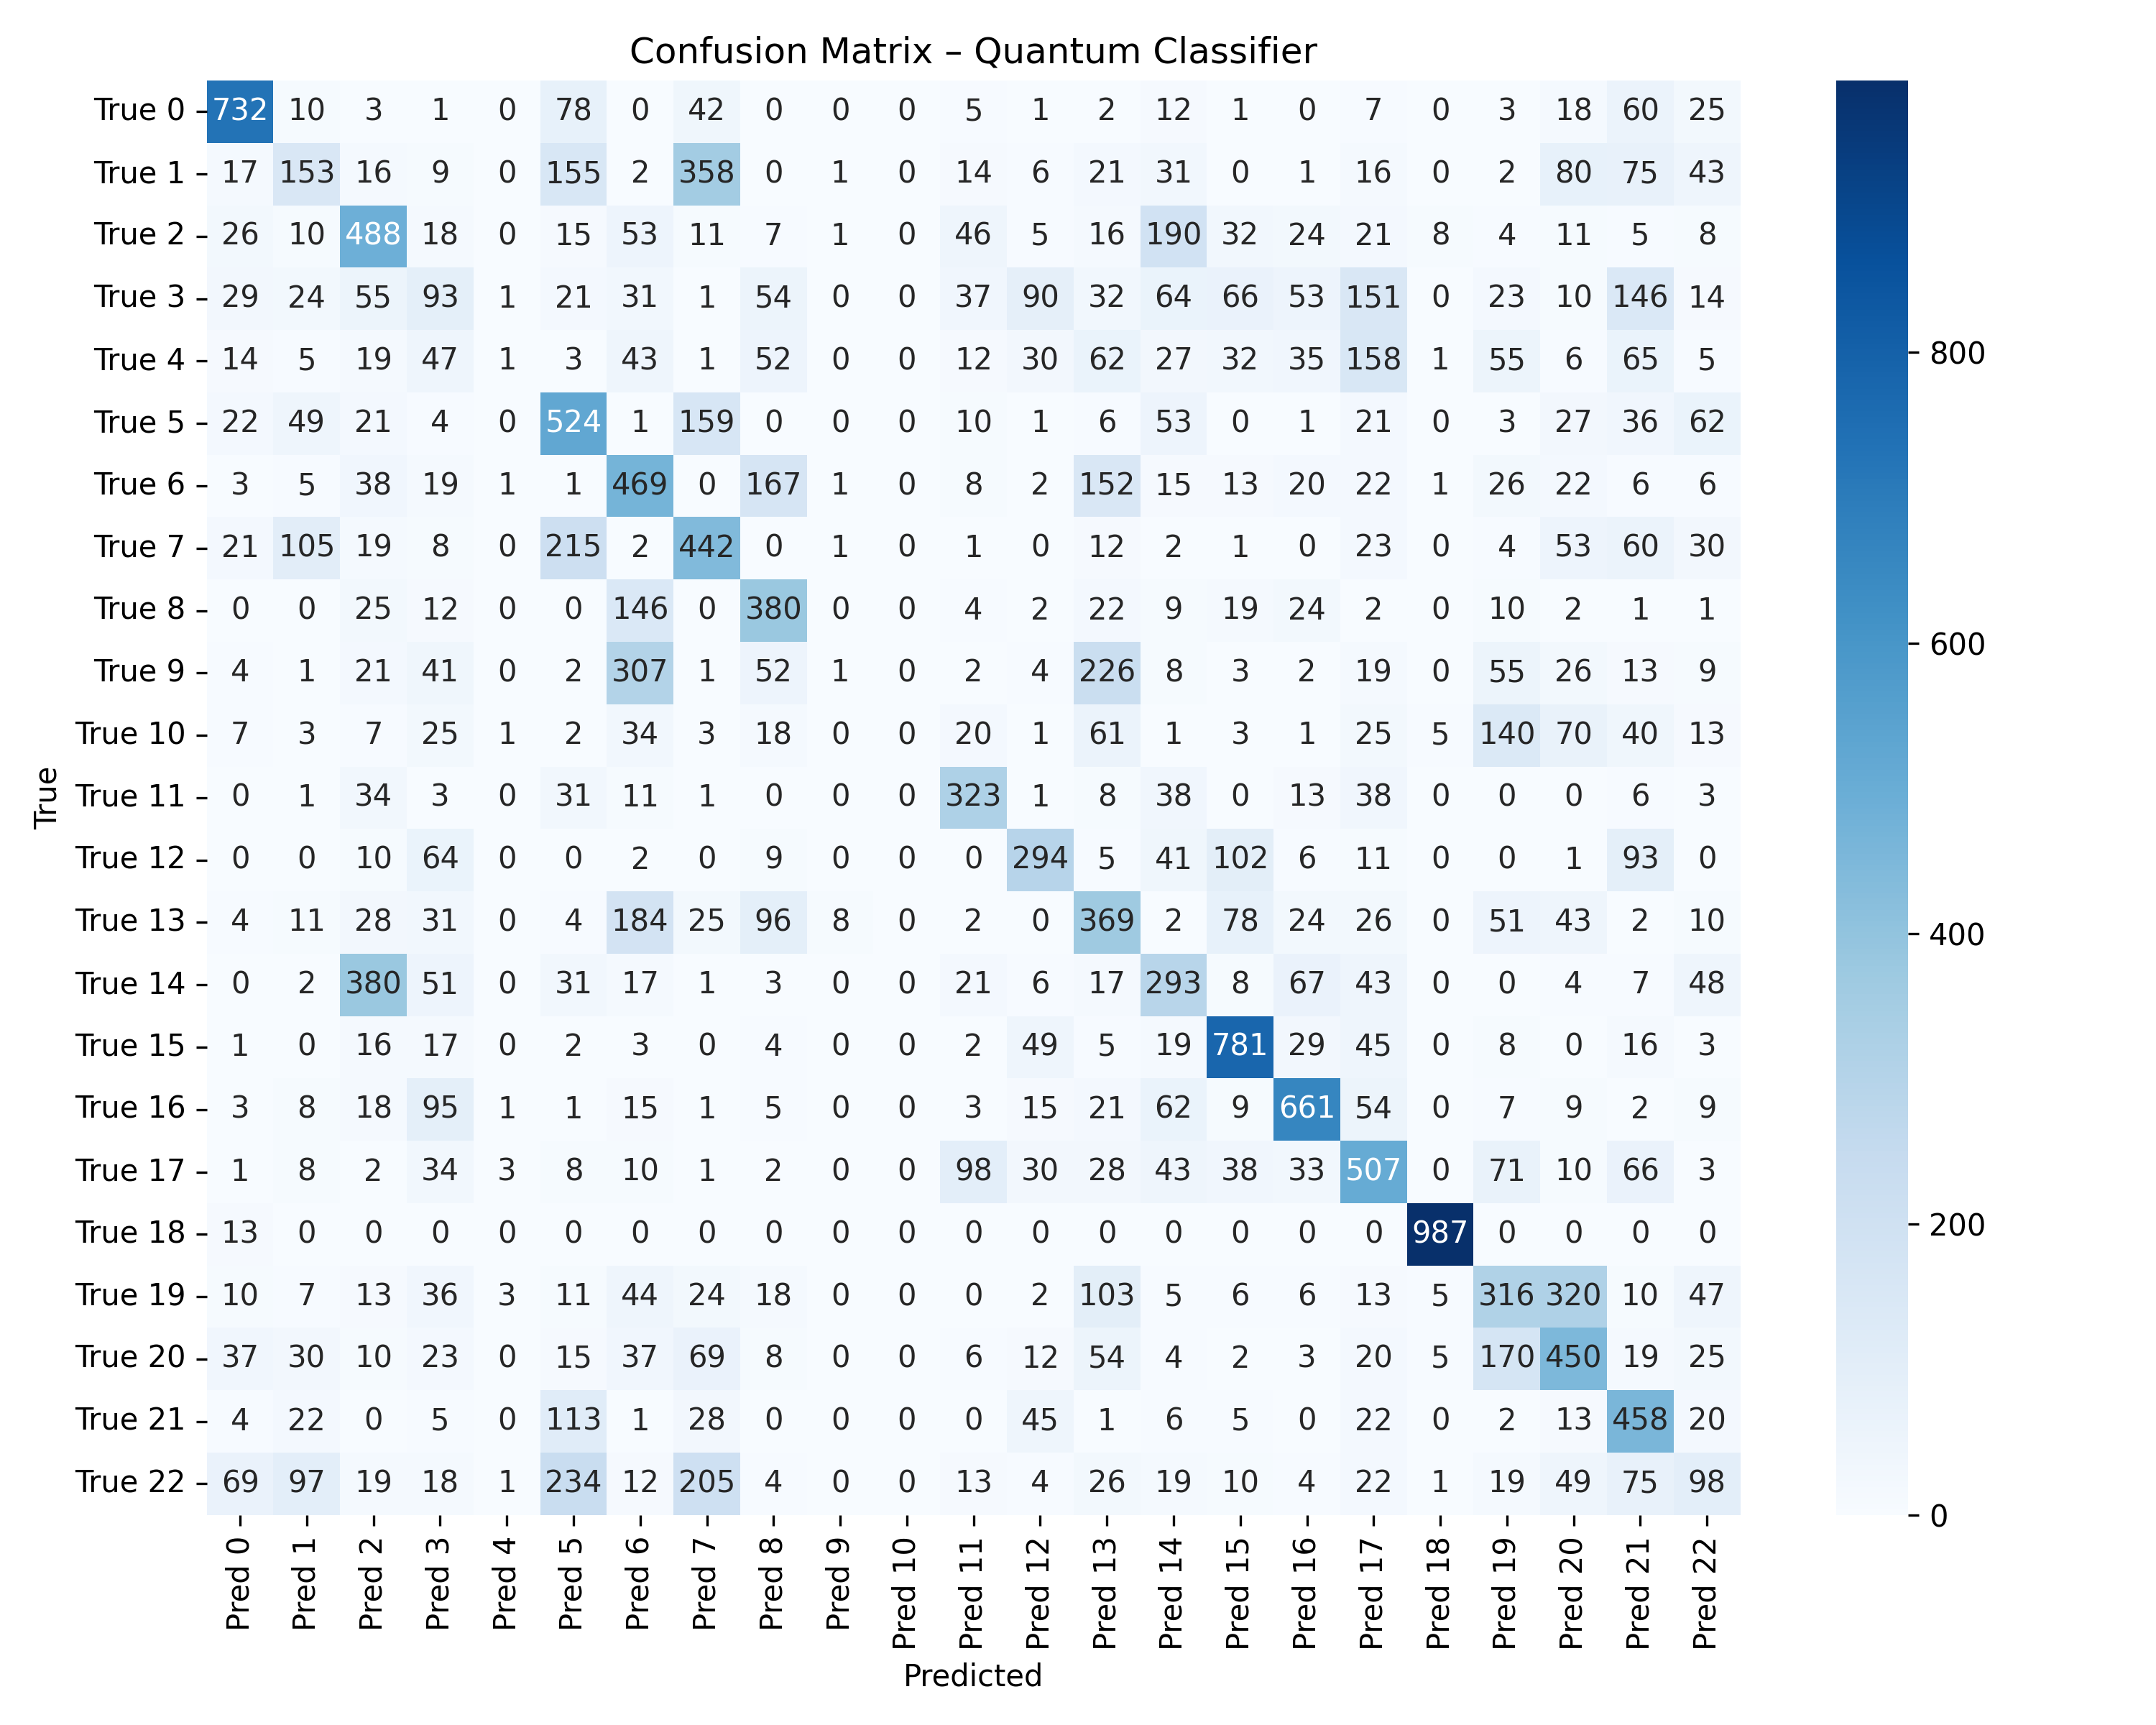 Confusion Matrix – Quantum Classifier
True 0 732 10 3 1 0 78 0 42 0 0 0 5 1 2 12 1 0 7 0 3 18 60 25
True 1 17 153 16 9 0 155 2 358 0 1 0 14 6 21 31 0 1 16 0 2 80 75 43
True 2 26 10 488 18 0 15 53 11 7 1 0 46 5 16 190 32 24 21 8 4 11 5 8
True 3 29 24 55 93 1 21 31 1 54 0 0 37 90 32 64 66 53 151 0 23 10 146 14
True 4 14 5 19 47 1 3 43 1 52 0 0 12 30 62 27 32 35 158 1 55 6 65 5
True 5 22 49 21 4 0 524 1 159 0 0 0 10 1 6 53 0 1 21 0 3 27 36 62
True 6 3 5 38 19 1 1 469 0 167 1 0 8 2 152 15 13 20 22 1 26 22 6 6
True 7 21 105 19 8 0 215 2 442 0 1 0 1 0 12 2 1 0 23 0 4 53 60 30
True 8 0 0 25 12 0 0 146 0 380 0 0 4 2 22 9 19 24 2 0 10 2 1 1
True 9 4 1 21 41 0 2 307 1 52 1 0 2 4 226 8 3 2 19 0 55 26 13 9
True 10 7 3 7 25 1 2 34 3 18 0 0 20 1 61 1 3 1 25 5 140 70 40 13
True 11 0 1 34 3 0 31 11 1 0 0 0 323 1 8 38 0 13 38 0 0 0 6 3
True 12 0 0 10 64 0 0 2 0 9 0 0 0 294 5 41 102 6 11 0 0 1 93 0
True 13 4 11 28 31 0 4 184 25 96 8 0 2 0 369 2 78 24 26 0 51 43 2 10
True 14 0 2 380 51 0 31 17 1 3 0 0 21 6 17 293 8 67 43 0 0 4 7 48
True 15 1 0 16 17 0 2 3 0 4 0 0 2 49 5 19 781 29 45 0 8 0 16 3
True 16 3 8 18 95 1 1 15 1 5 0 0 3 15 21 62 9 661 54 0 7 9 2 9
True 17 1 8 2 34 3 8 10 1 2 0 0 98 30 28 43 38 33 507 0 71 10 66 3
True 18 13 0 0 0 0 0 0 0 0 0 0 0 0 0 0 0 0 0 987 0 0 0 0
True 19 10 7 13 36 3 11 44 24 18 0 0 0 2 103 5 6 6 13 5 316 320 10 47
True 20 37 30 10 23 0 15 37 69 8 0 0 6 12 54 4 2 3 20 5 170 450 19 25
True 21 4 22 0 5 0 113 1 28 0 0 0 0 45 1 6 5 0 22 0 2 13 458 20
True 22 69 97 19 18 1 234 12 205 4 0 0 13 4 26 19 10 4 22 1 19 49 75 98
True
Pred 0 Pred 1 Pred 2 Pred 3 Pred 4 Pred 5 Pred 6 Pred 7 Pred 8 Pred 9 Pred 10 Pred 11 Pred 12 Pred 13 Pred 14 Pred 15 Pred 16 Pred 17 Pred 18 Pred 19 Pred 20 Pred 21 Pred 22
Predicted
800
600
400
200
0